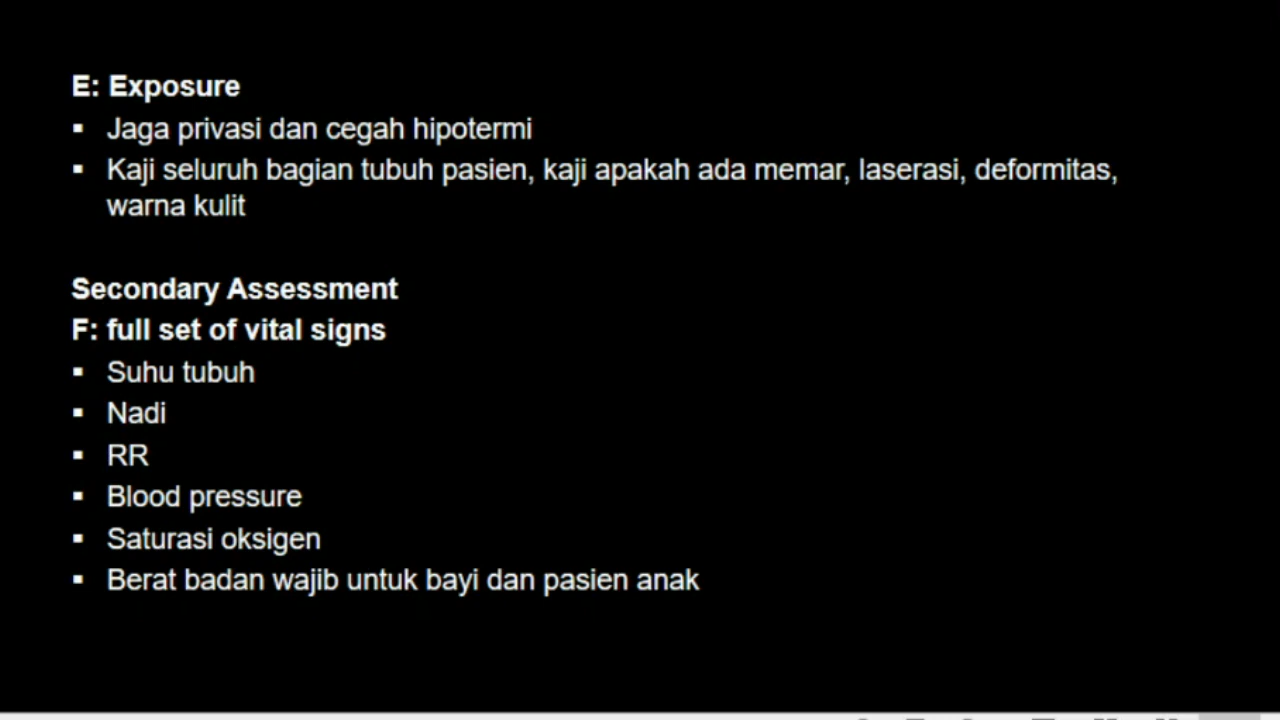 E: Exposure
▪ Jaga privasi dan cegah hipotermi
▪ Kaji seluruh bagian tubuh pasien, kaji apakah ada memar, laserasi, deformitas,
warna kulit
Secondary Assessment
F: full set of vital signs
▪ Suhu tubuh
▪ Nadi
▪ RR
▪ Blood pressure
▪ Saturasi oksigen
▪ Berat badan wajib untuk bayi dan pasien anak